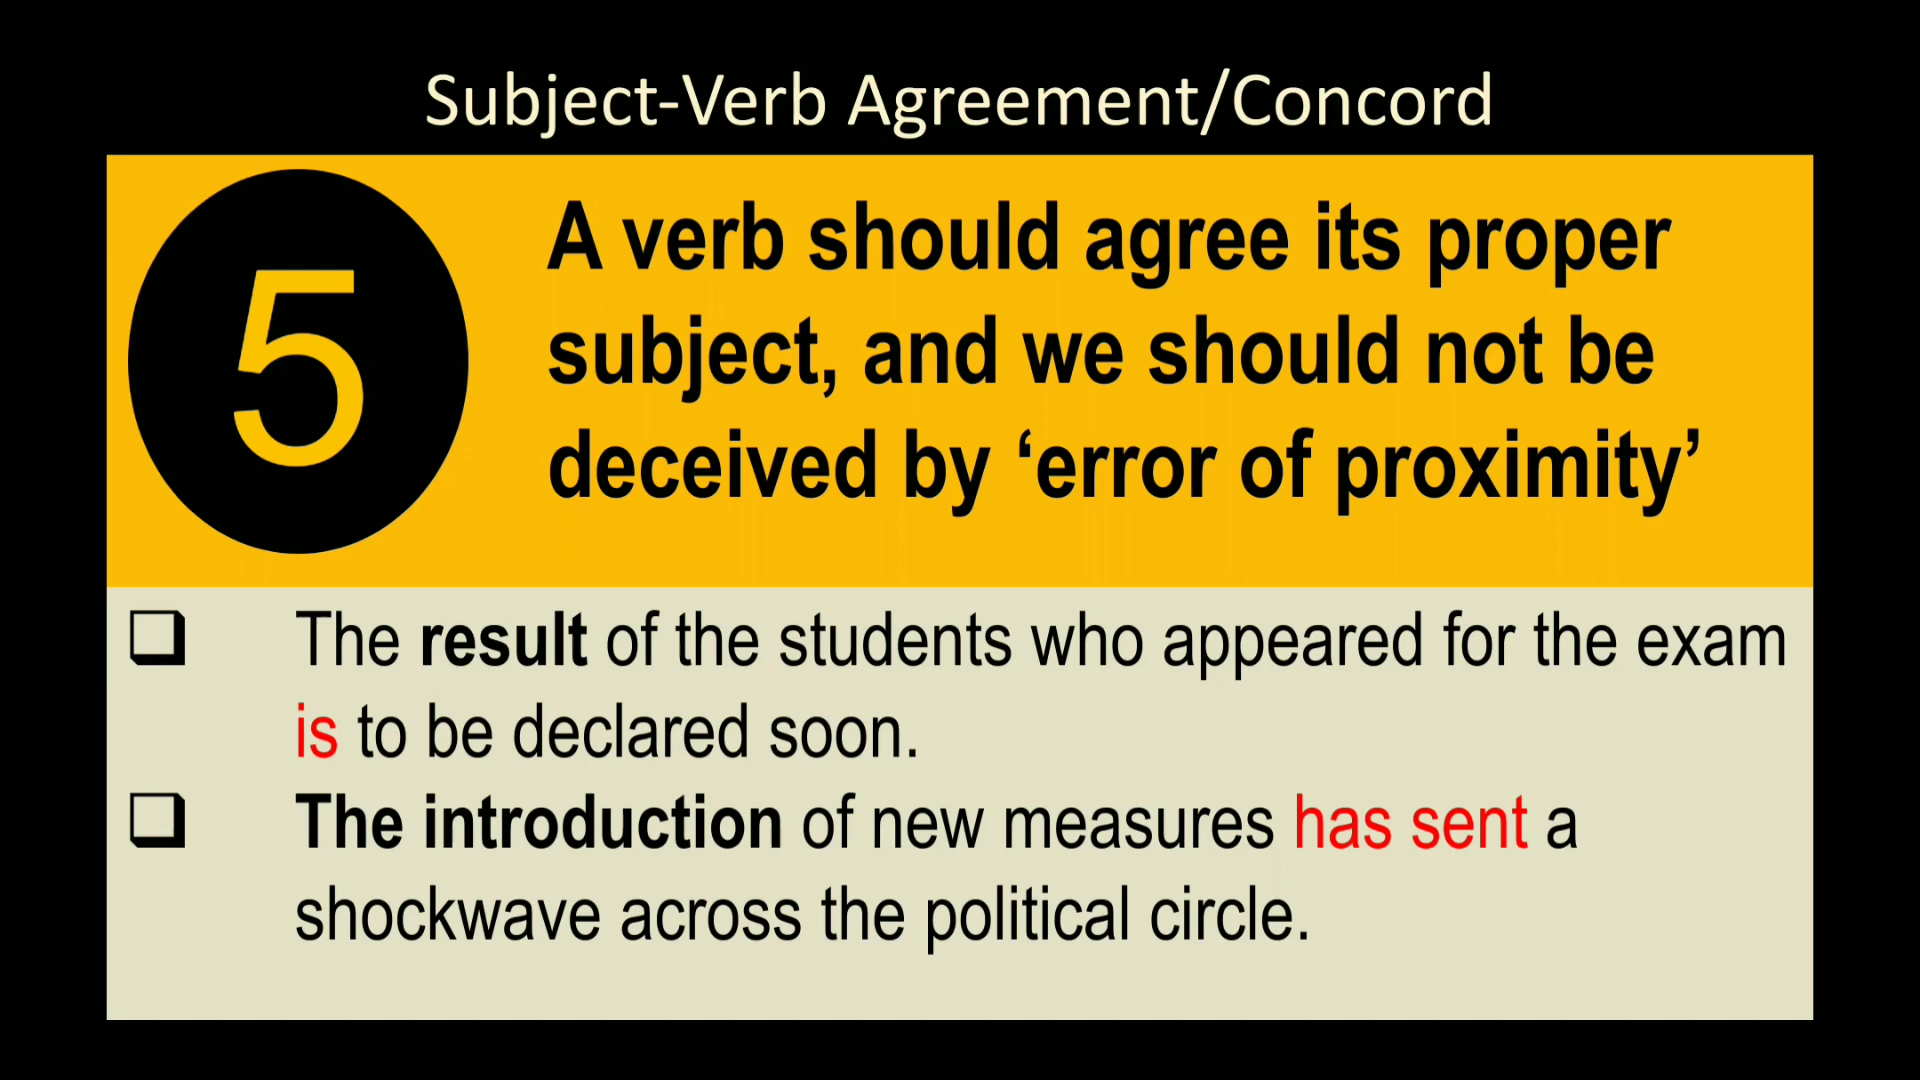 Subject-Verb Agreement/Concord
5
A verb should agree its proper
subject, and we should not be
deceived by ‘error of proximity’
The result of the students who appeared for the exam
is to be declared soon.
The introduction of new measures has sent a
shockwave across the political circle.